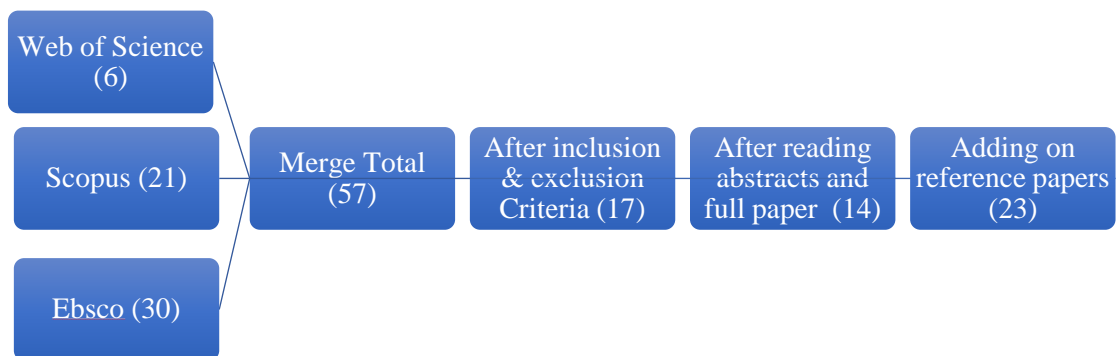 Web of Science
(6)
Scopus (21)
Ebsco (30)
Merge Total
(57)
After inclusion
& exclusion
Criteria (17)
After reading
abstracts and
full paper (14)
Adding on
reference papers
(23)